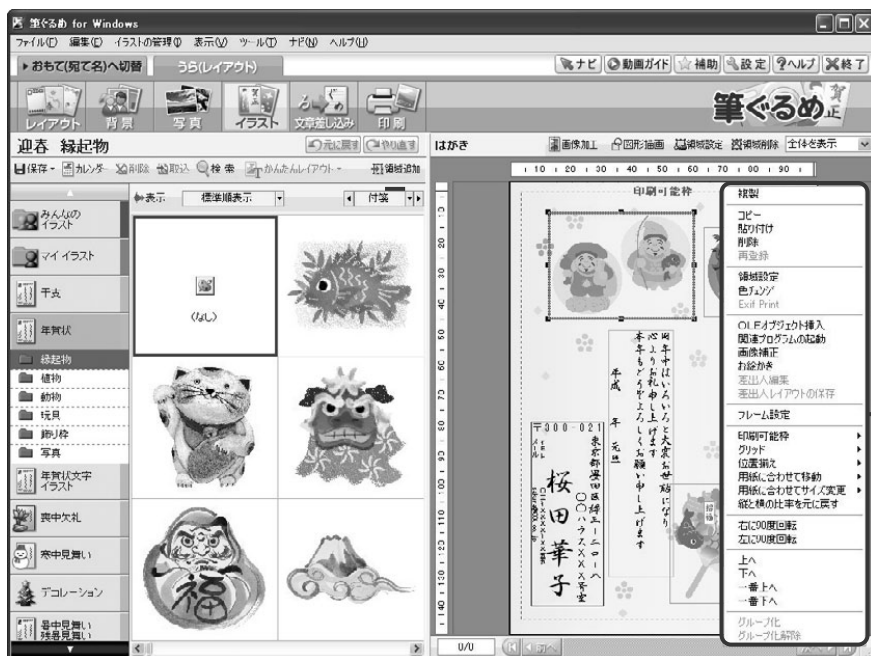 筆ぐるめ for Windows
ファイル(F) 編集(E) イラストの管理(I) 表示(V) ツール(T) ナビ(N) ヘルプ(H)
▶おもて(宛て名)へ切替 うら(レイアウト) ナビ 動画ガイド 補助 設定 ヘルプ 終了
レイアウト 背景 写真 イラスト 文章差し込み 印刷 筆ぐるめ 賀正
迎春 縁起物 元に戻す やり直す
はがき 画像加工 図形描画 領域設定 領域削除 全体を表示
保存 カレンダー 削除 取込 検索 かんたんレイアウト 領域追加
表示 標準順表示 付箋
みんなの
イラスト
マイ イラスト
干支
年賀状
縁起物
植物
動物
玩具
飾り枠
写真
年賀状文字
イラスト
喪中欠礼
寒中見舞い
デコレーション
暑中見舞い
残暑見舞い
(なし)
福
10 20 30 40 50 60 70 80 90
印刷可能枠
旧年中はいろいろと大変お世話になり
心よりお礼申し上げます
本年もどうぞよろしくお願い申し上げます
平成 年 元旦
〒300-021
桜田華子
複製
コピー
貼り付け
削除
再登録
領域設定
色チェンジ
Exif Print
OLEオブジェクト挿入
関連プログラムの起動
画像補正
お絵かき
差出人編集
差出人レイアウトの保存
フレーム設定
印刷可能枠
グリッド
位置揃え
用紙に合わせて移動
用紙に合わせてサイズ変更
縦と横の比率を元に戻す
右に90度回転
左に90度回転
上へ
下へ
一番上へ
一番下へ
グループ化
グループ化解除
0/0 前へ